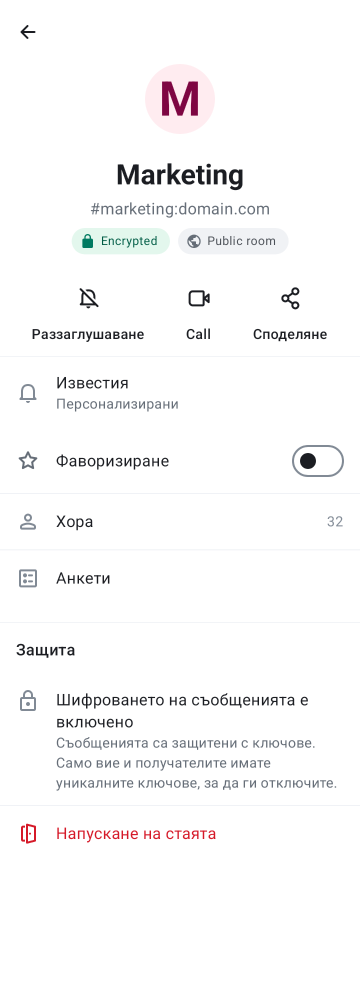 M
Marketing
#marketing:domain.com
Encrypted
Public room
Раззаглушаване
Call
Споделяне
Известия
Персонализирани
Фаворизиране
Хора
32
Анкети
Защита
Шифроването на съобщенията е
включено
Съобщенията са защитени с ключове.
Само вие и получателите имате
уникалните ключове, за да ги отключите.
Напускане на стаята